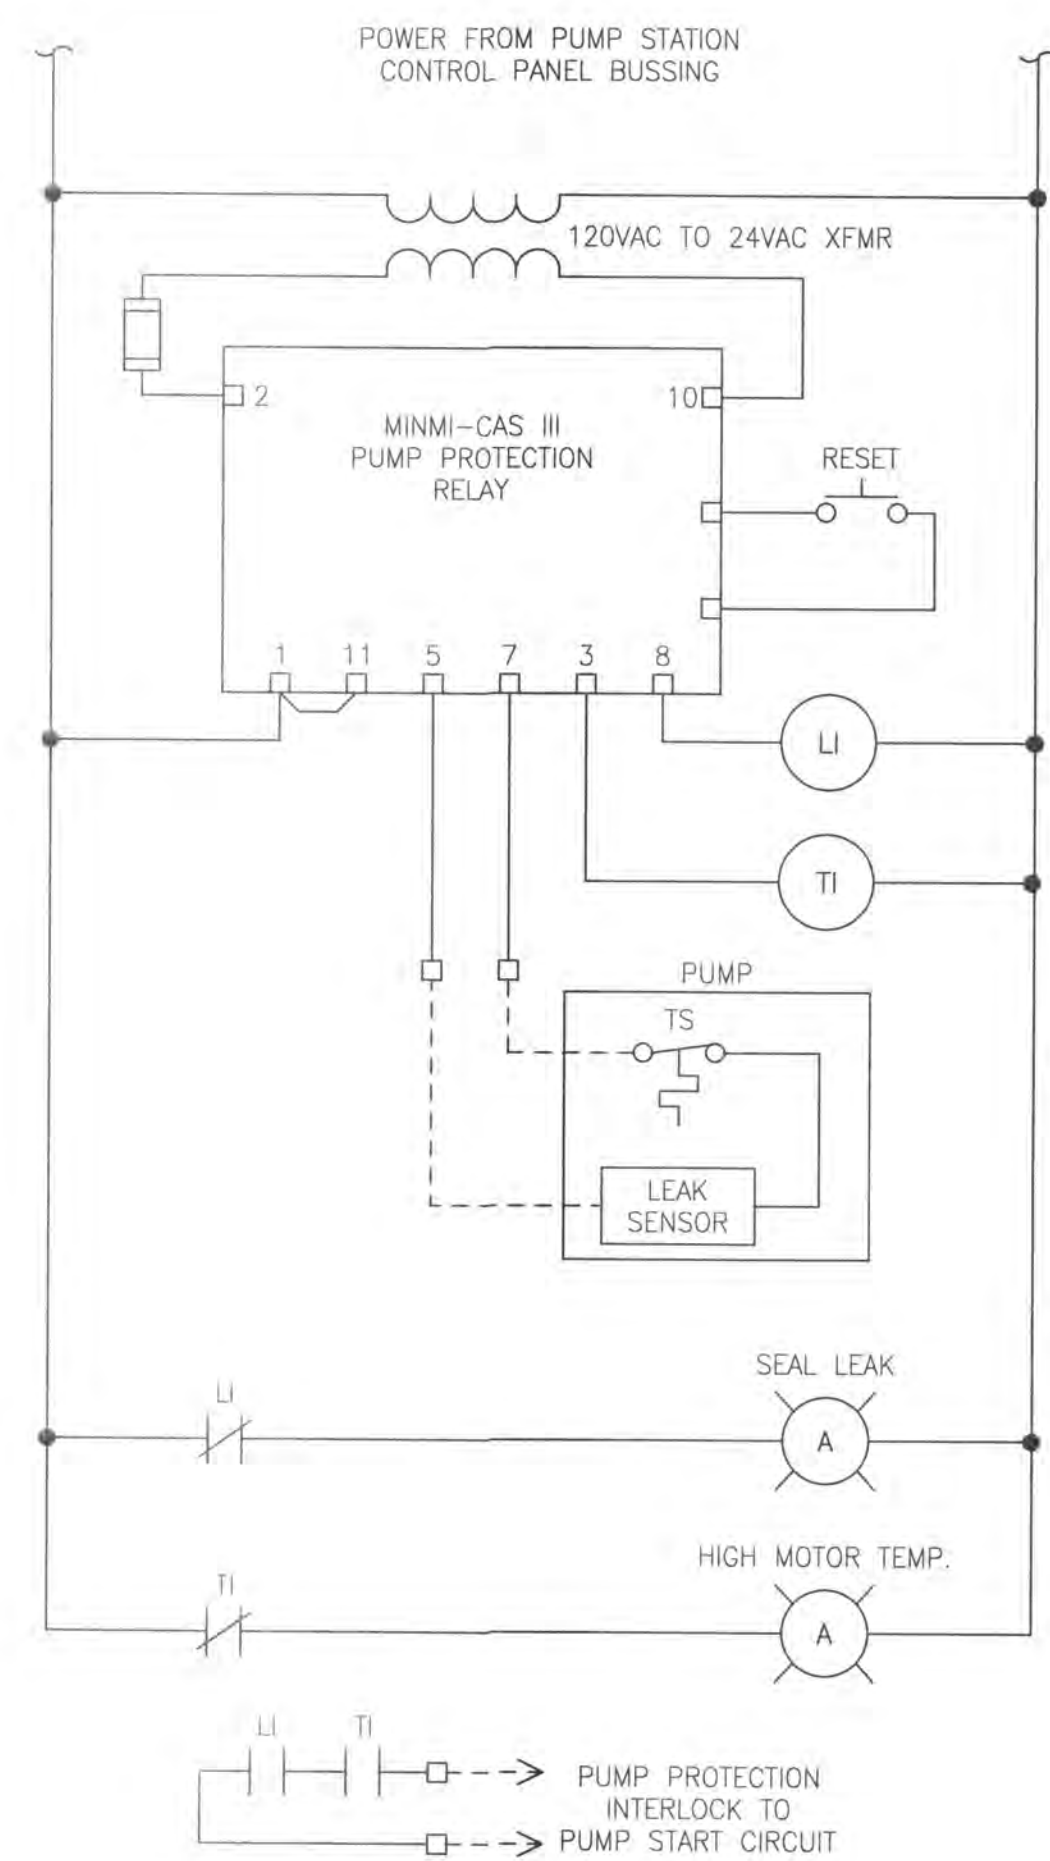 POWER FROM PUMP STATION
CONTROL PANEL BUSSING
120VAC TO 24VAC XFMR
2
10
MINMI-CAS III
PUMP PROTECTION
RELAY
RESET
1 11 5 7 3 8
LI
TI
PUMP
TS
LEAK
SENSOR
SEAL LEAK
LI
A
HIGH MOTOR TEMP.
TI
A
LI TI
PUMP PROTECTION
INTERLOCK TO
PUMP START CIRCUIT